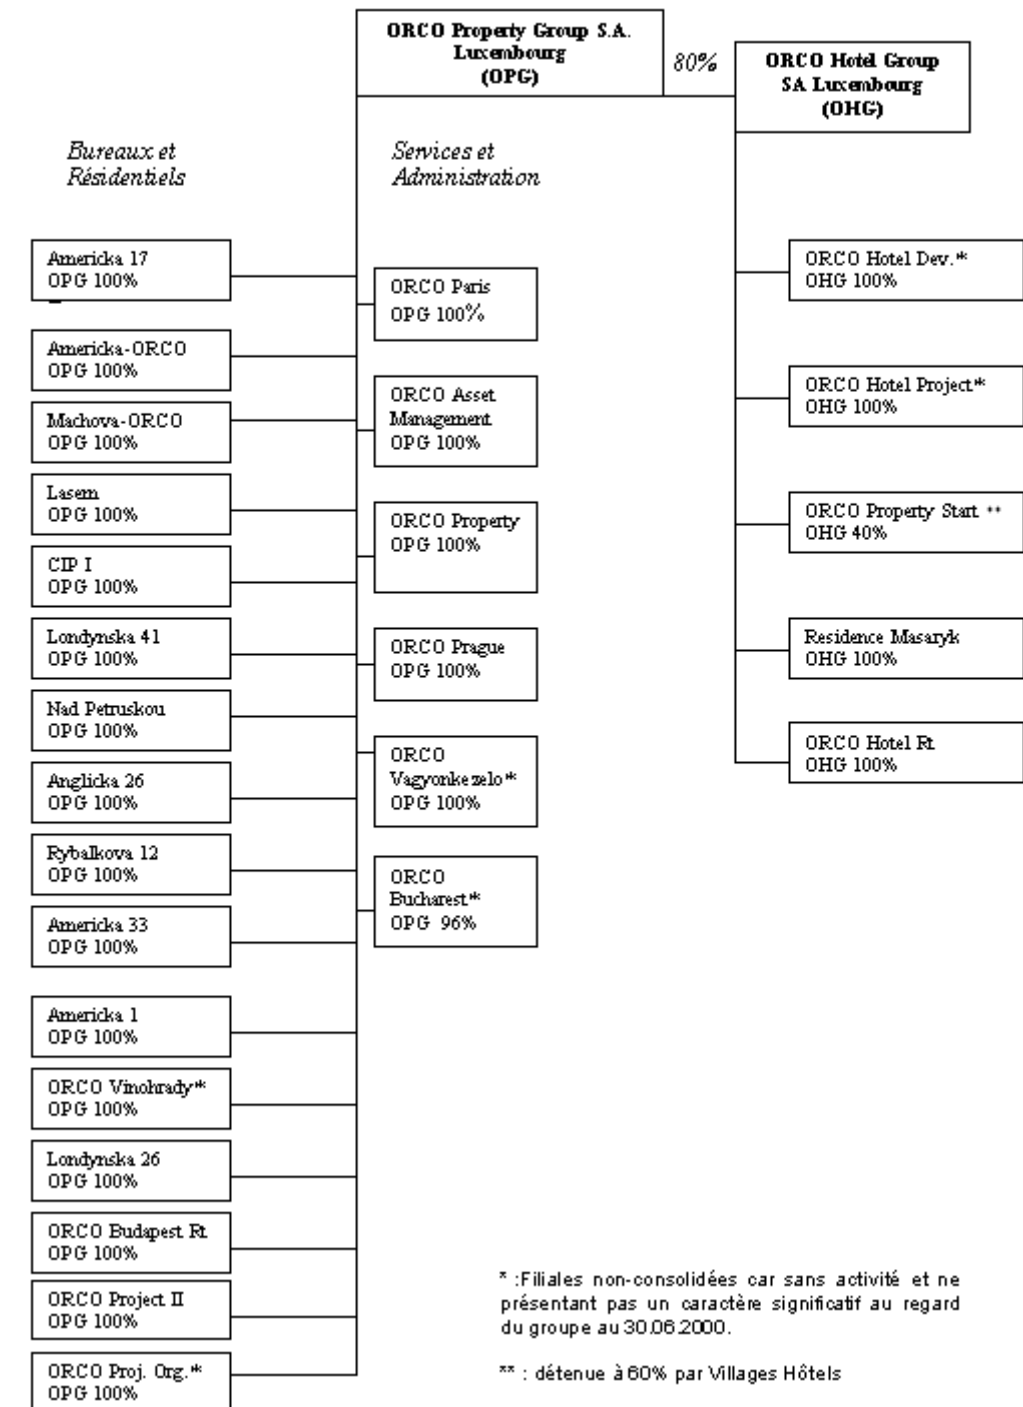 ORCO Property Group S.A.
Luxembourg
(OPG)
80%
ORCO Hotel Group
SA Luxembourg
(OHG)
Bureaux et
Résidentiels
Services et
Administration
Americka 17
OPG 100%
Americka-ORCO
OPG 100%
Machova-ORCO
OPG 100%
Lasem
OPG 100%
CIP I
OPG 100%
Londynska 41
OPG 100%
Nad Petruskou
OPG 100%
Anglicka 26
OPG 100%
Rybalkova 12
OPG 100%
Americka 33
OPG 100%
Americka 1
OPG 100%
ORCO Vinohrady*
OPG 100%
Londynska 26
OPG 100%
ORCO Budapest Rt.
OPG 100%
ORCO Project II
OPG 100%
ORCO Proj. Org.*
OPG 100%
ORCO Paris
OPG 100%
ORCO Asset
Management
OPG 100%
ORCO Property
OPG 100%
ORCO Prague
OPG 100%
ORCO
Vagyonkezelo*
OPG 100%
ORCO
Bucharest*
OPG 96%
ORCO Hotel Dev.*
OHG 100%
ORCO Hotel Project*
OHG 100%
ORCO Property Start **
OHG 40%
Residence Masaryk
OHG 100%
ORCO Hotel Rt.
OHG 100%
* :Filiales non-consolidées car sans activité et ne
présentant pas un caractère significatif au regard
du groupe au 30.06.2000.
** : détenue à 60% par Villages Hôtels